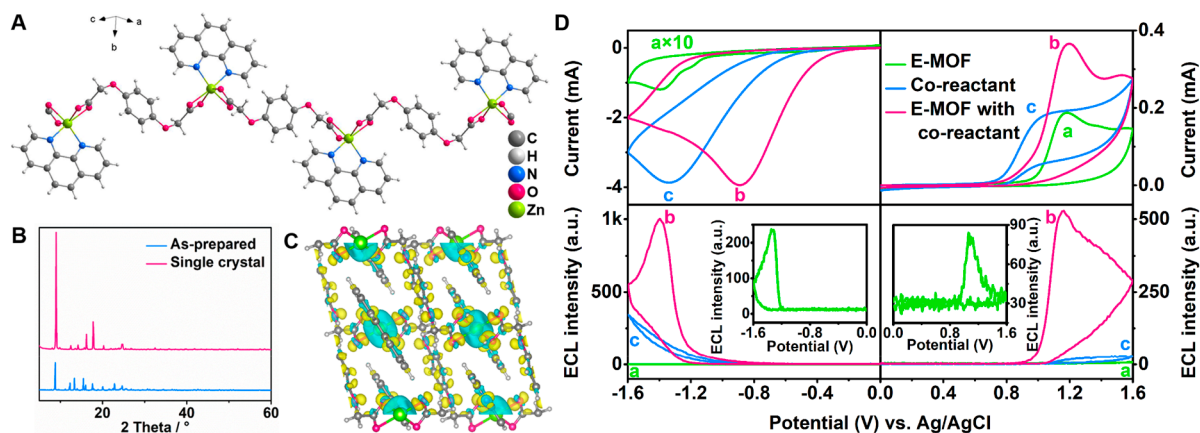 A
c
a
b
C
H
N
O
Zn
B
As-prepared
Single crystal
20
40
60
2 Theta / °
C
D
Current (mA)
0
-2
-4
a×10
c
b
E-MOF
Co-reactant
E-MOF with
co-reactant
b
c
a
0.4
0.2
0.0
Current (mA)
ECL intensity (a.u.)
1k
500
0
b
c
a
ECL intensity (a.u.)
200
100
0
-1.6
-0.8
0.0
Potential (V)
90
60
30
ECL intensity (a.u.)
0.0
0.8
1.6
Potential (V)
b
c
a
500
250
0
ECL intensity (a.u.)
-1.6
-1.2
-0.8
-0.4
0.0
0.4
0.8
1.2
1.6
Potential (V) vs. Ag/AgCl